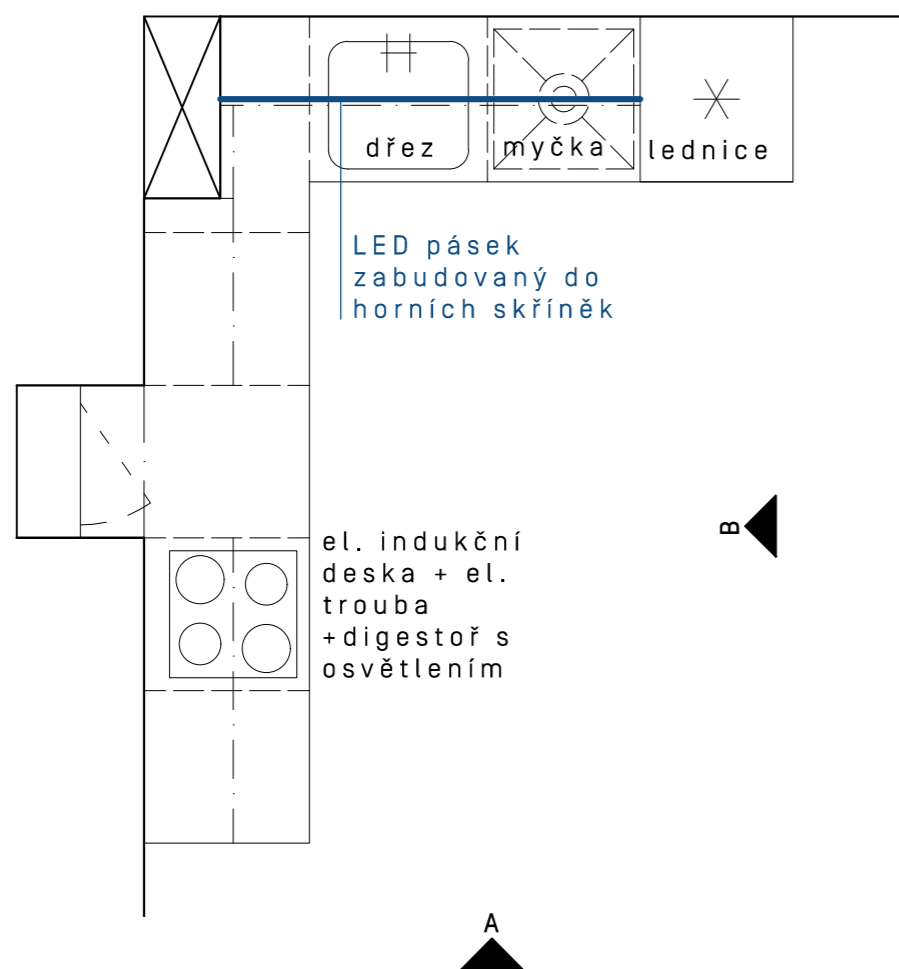 dřez
myčka
lednice
LED pásek
zabudovaný do
horních skříněk
B
el. indukční
deska + el.
trouba
+digestoř s
osvětlením
A